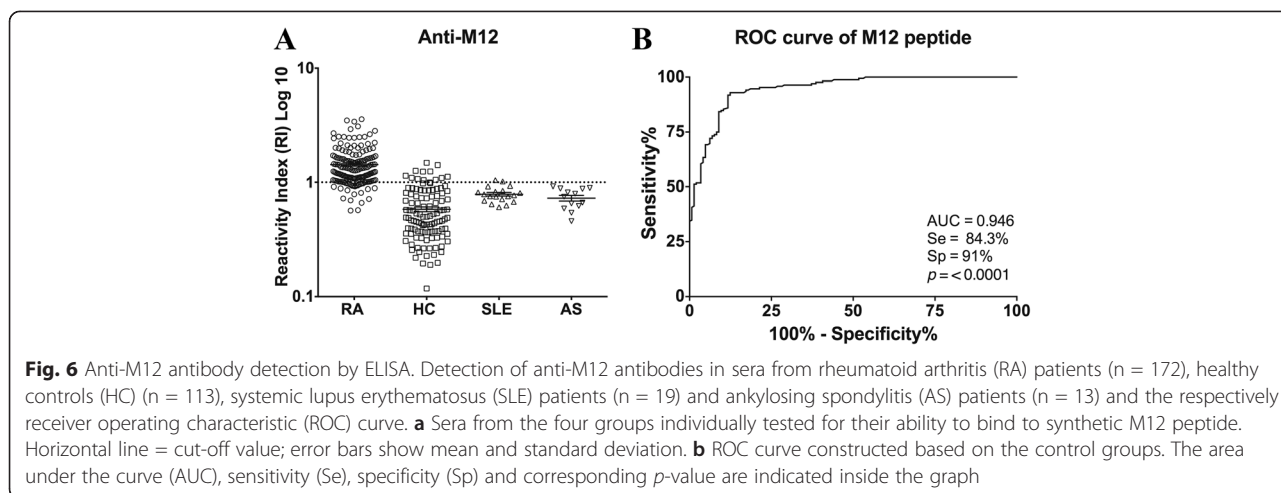 A
Anti-M12
Reactivity Index (RI) Log 10
10
1
0.1
RA HC SLE AS
B
ROC curve of M12 peptide
Sensitivity%
100
75
50
25
0
AUC = 0.946
Se = 84.3%
Sp = 91%
p = < 0.0001
0 25 50 75 100
100% - Specificity%
Fig. 6 Anti-M12 antibody detection by ELISA. Detection of anti-M12 antibodies in sera from rheumatoid arthritis (RA) patients (n = 172), healthy
controls (HC) (n = 113), systemic lupus erythematosus (SLE) patients (n = 19) and ankylosing spondylitis (AS) patients (n = 13) and the respectively
receiver operating characteristic (ROC) curve. a Sera from the four groups individually tested for their ability to bind to synthetic M12 peptide.
Horizontal line = cut-off value; error bars show mean and standard deviation. b ROC curve constructed based on the control groups. The area
under the curve (AUC), sensitivity (Se), specificity (Sp) and corresponding p-value are indicated inside the graph